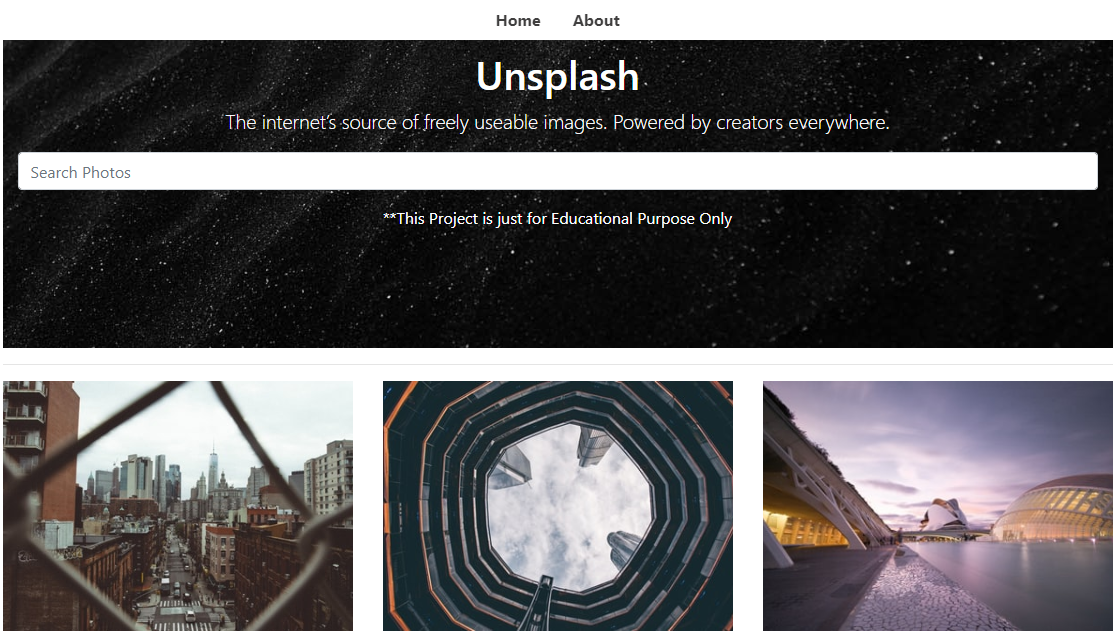 Home About
Unsplash
The internet’s source of freely useable images. Powered by creators everywhere.
Search Photos
**This Project is just for Educational Purpose Only